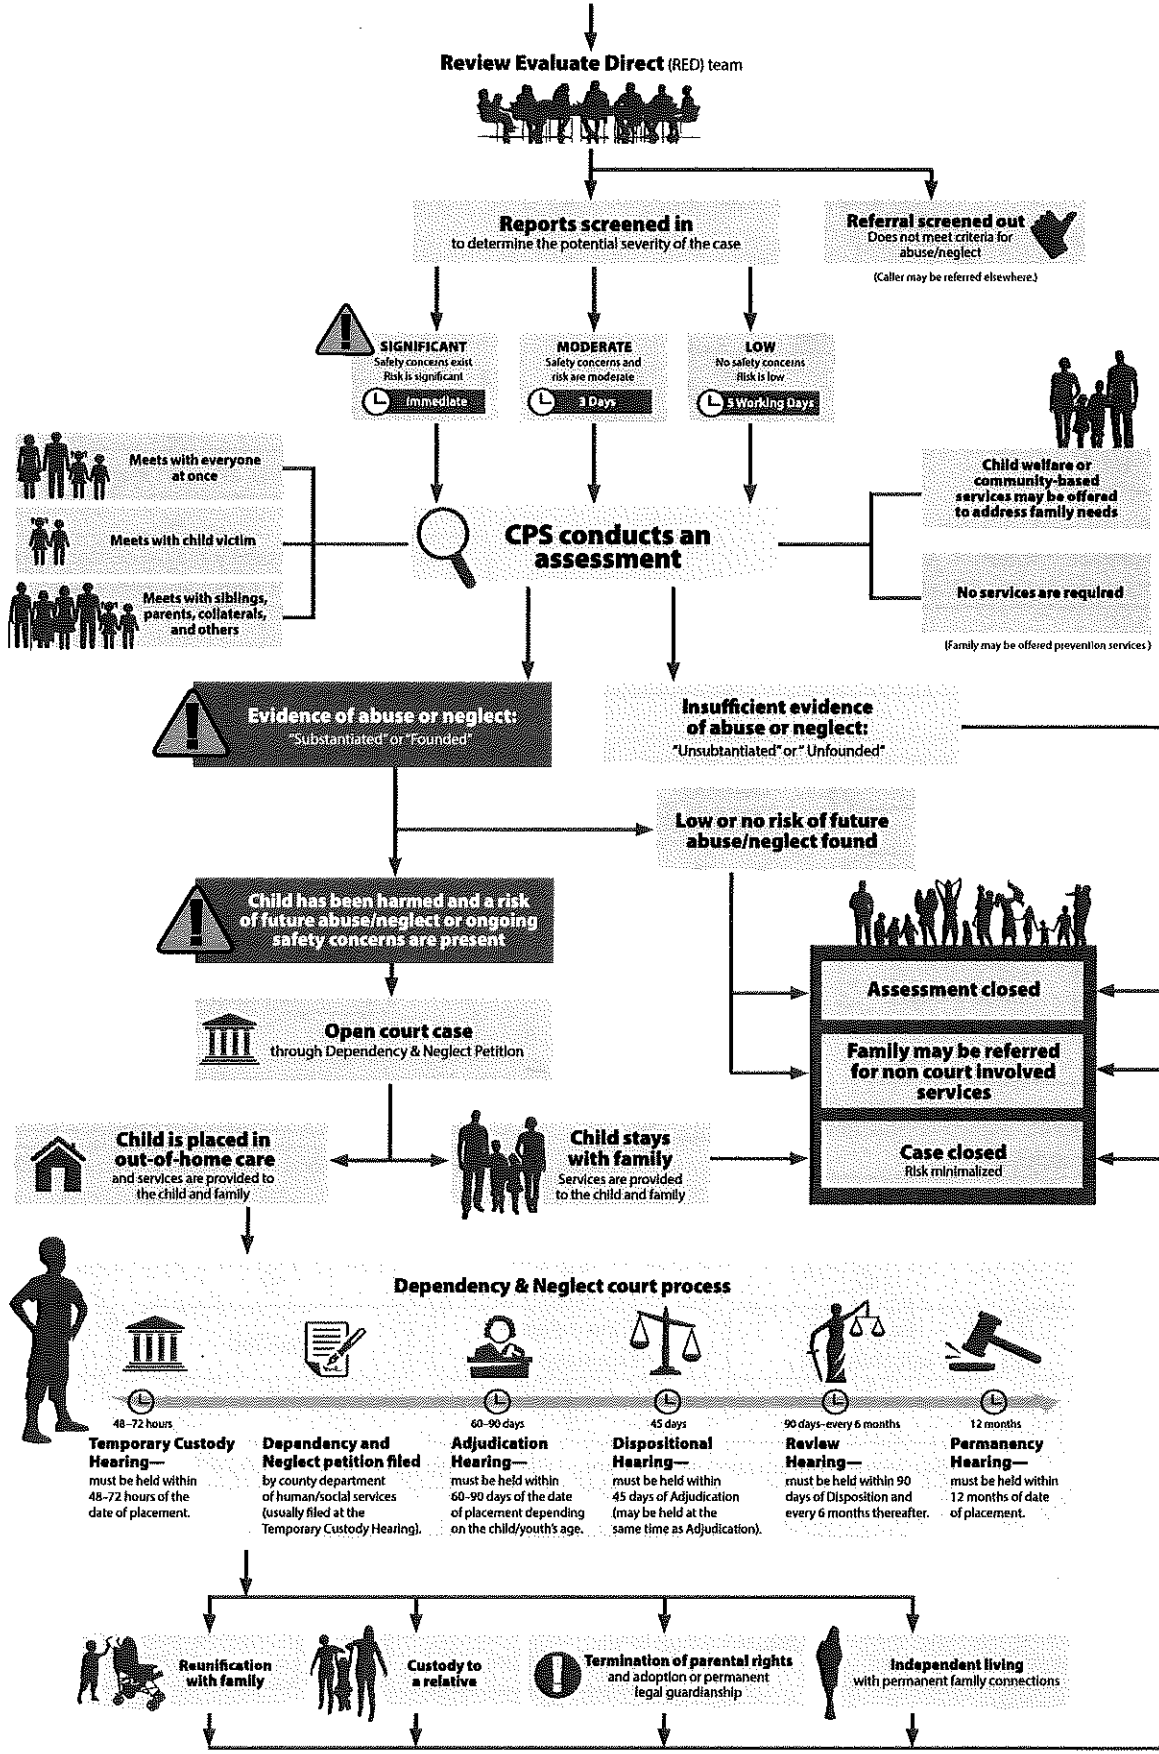 Review Evaluate Direct (RED) team
Reports screened in
to determine the potential severity of the case
Referral screened out
Does not meet criteria for
abuse/neglect
(Caller may be referred elsewhere.)
SIGNIFICANT
Safety concerns exist
Risk is significant
Immediate
MODERATE
Safety concerns and
risk are moderate
3 Days
LOW
No safety concerns
Risk is low
5 Working Days
Meets with everyone
at once
Meets with child victim
Meets with siblings,
parents, collaterals,
and others
CPS conducts an
assessment
Child welfare or
community-based
services may be offered
to address family needs
No services are required
(Family may be offered prevention services)
Evidence of abuse or neglect:
"Substantiated" or "Founded"
Insufficient evidence
of abuse or neglect:
"Unsubstantiated" or " Unfounded"
Low or no risk of future
abuse/neglect found
Child has been harmed and a risk
of future abuse/neglect or ongoing
safety concerns are present
Open court case
through Dependency & Neglect Petition
Assessment closed
Family may be referred
for non court involved
services
Case closed
Risk minimalized
Child is placed in
out-of-home care
and services are provided to
the child and family
Child stays
with family
Services are provided
to the child and family
Dependency & Neglect court process
48–72 hours
Temporary Custody
Hearing—
must be held within
48–72 hours of the
date of placement.
Dependency and
Neglect petition filed
by county department
of human/social services
(usually filed at the
Temporary Custody Hearing).
60–90 days
Adjudication
Hearing—
must be held within
60–90 days of the date
of placement depending
on the child/youth's age.
45 days
Dispositional
Hearing—
must be held within
45 days of Adjudication
(may be held at the
same time as Adjudication).
90 days–every 6 months
Review
Hearing—
must be held within 90
days of Disposition and
every 6 months thereafter.
12 months
Permanency
Hearing—
must be held within
12 months of date
of placement.
Reunification
with family
Custody to
a relative
Termination of parental rights
and adoption or permanent
legal guardianship
Independent living
with permanent family connections